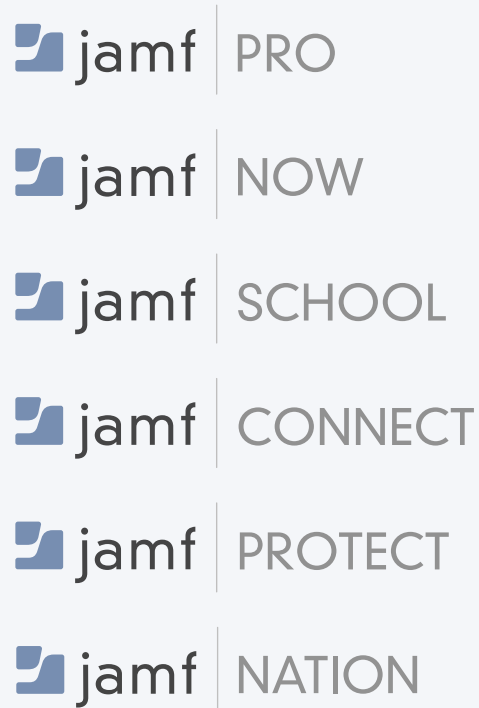 jamf PRO
jamf NOW
jamf SCHOOL
jamf CONNECT
jamf PROTECT
jamf NATION